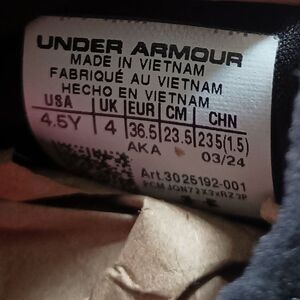 UNDER ARMOUR
MADE IN VIETNAM
FABRIQUÉ AU VIETNAM
HECHO EN VIETNAM
USA UK EUR CM CHN
4.5Y 4 36.5 23.5 235(1.5)
AKA 03/24
Art.3026192-001